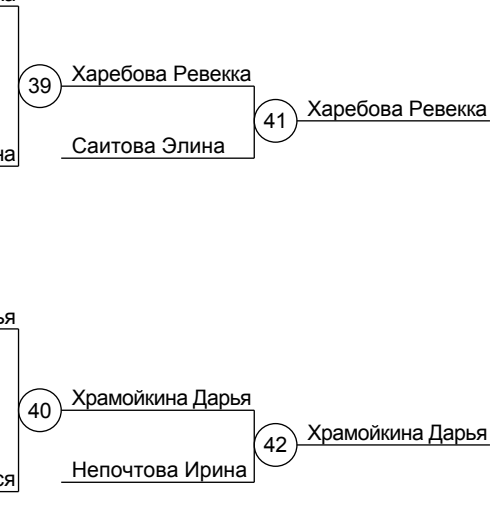 39
Харебова Ревекка
41
Харебова Ревекка
Саитова Элина
40
Храмойкина Дарья
42
Храмойкина Дарья
Непочтова Ирина